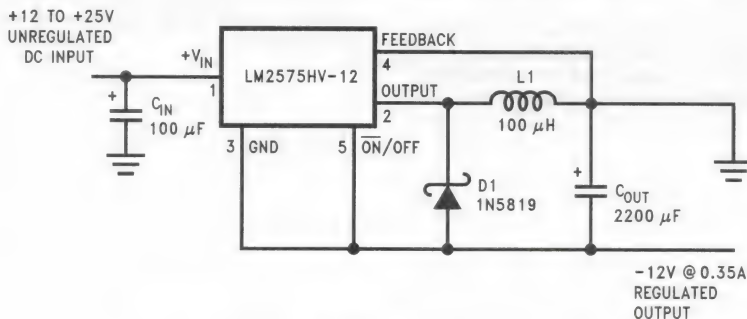 +12 TO +25V
UNREGULATED
DC INPUT
+VIN
1
LM2575HV-12
FEEDBACK
4
OUTPUT
2
L1
100 μH
+
CIN
100 μF
3 GND
5 ON/OFF
D1
1N5819
+
COUT
2200 μF
−12V @ 0.35A
REGULATED
OUTPUT